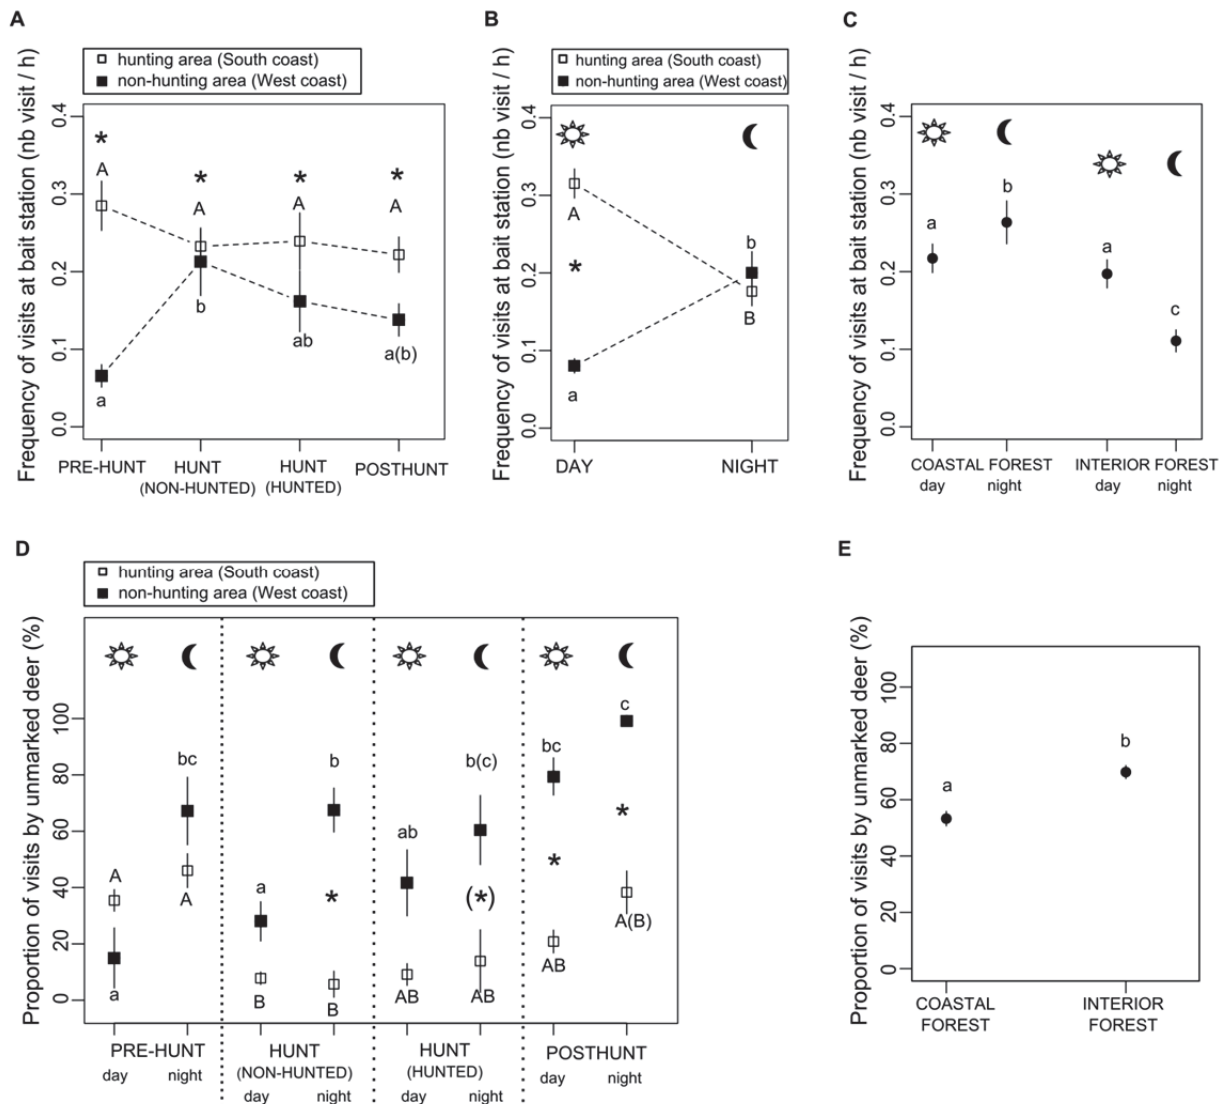 A
hunting area (South coast)
non-hunting area (West coast)
Frequency of visits at bait station (nb visit / h)
0.4
0.3
0.2
0.1
0.0
*
A
*
A
*
A
*
A
b
ab
a(b)
a
PRE-HUNT
HUNT
(NON-HUNTED)
HUNT
(HUNTED)
POSTHUNT
B
hunting area (South coast)
non-hunting area (West coast)
Frequency of visits at bait station (nb visit / h)
0.4
0.3
0.2
0.1
0.0
A
*
a
b
B
DAY
NIGHT
C
Frequency of visits at bait station (nb visit / h)
0.4
0.3
0.2
0.1
0.0
a
b
a
c
COASTAL FOREST
day
night
INTERIOR FOREST
day
night
D
hunting area (South coast)
non-hunting area (West coast)
Proportion of visits by unmarked deer (%)
100
80
60
40
20
0
A
a
bc
A
a
B
b
*
B
ab
AB
b(c)
(*)
AB
bc
*
AB
c
*
A(B)
PRE-HUNT
day
night
HUNT
(NON-HUNTED)
day
night
HUNT
(HUNTED)
day
night
POSTHUNT
day
night
E
Proportion of visits by unmarked deer (%)
100
80
60
40
20
0
a
b
COASTAL
FOREST
INTERIOR
FOREST